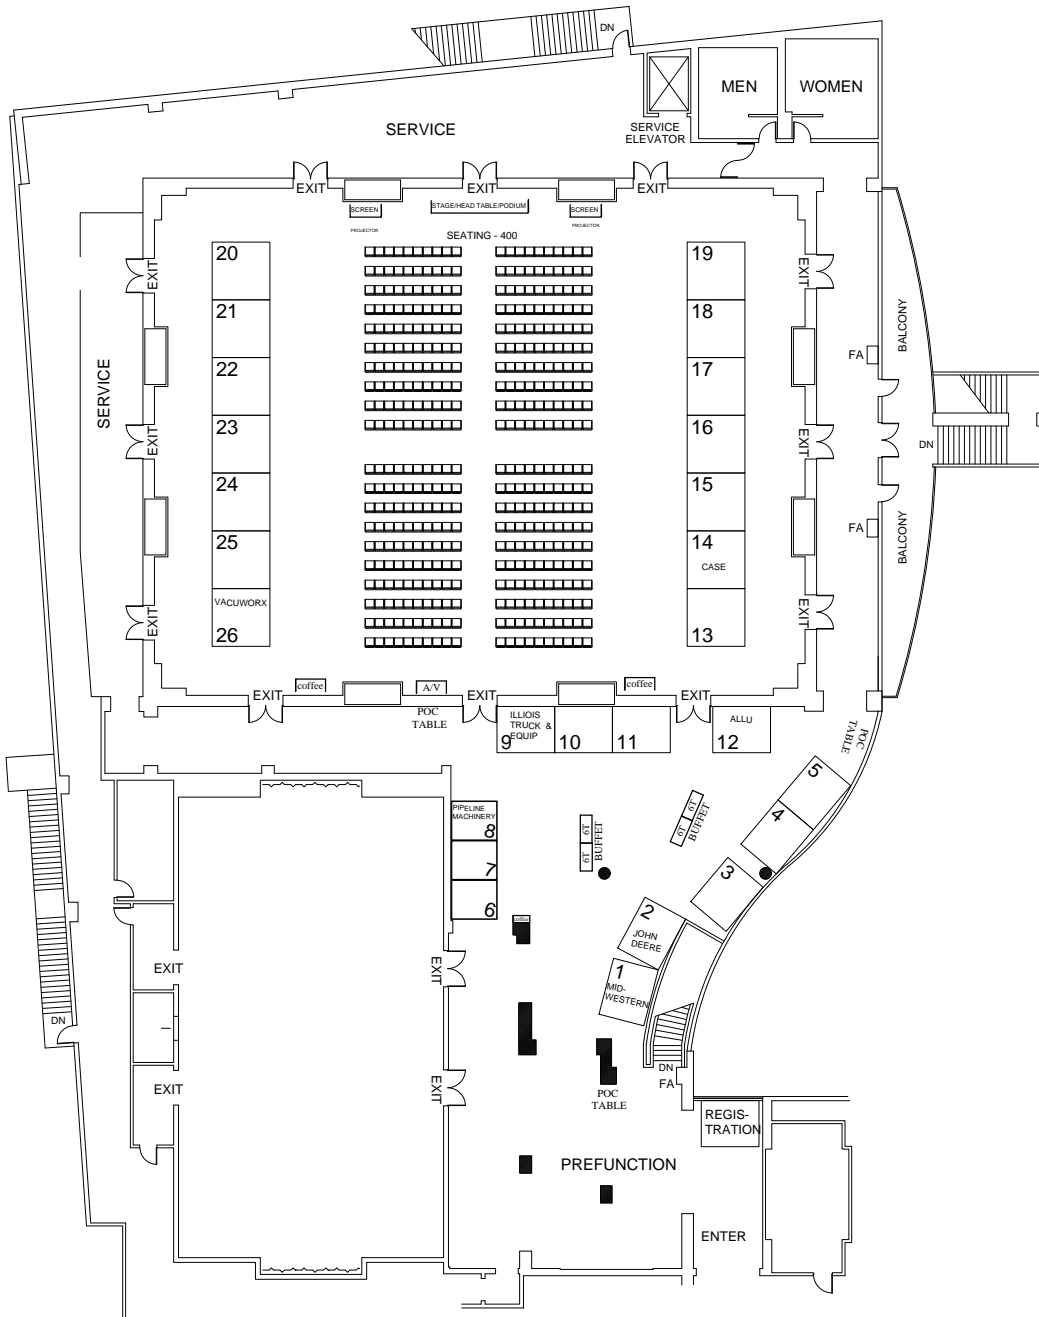 DN
MEN
WOMEN
SERVICE
SERVICE
ELEVATOR
EXIT
EXIT
EXIT
SCREEN
STAGE/HEAD TABLE/PODIUM
SCREEN
PROJECTOR
PROJECTOR
SEATING - 400
20
19
EXIT
EXIT
21
18
BALCONY
FA
SERVICE
22
17
23
16
EXIT
EXIT
DN
24
15
FA
BALCONY
25
14
CASE
VACUWORX
26
13
EXIT
EXIT
coffee
A/V
coffee
EXIT
EXIT
EXIT
POC
TABLE
ILLIOIS
TRUCK &
EQUIP
9
10
11
ALLU
12
POC
TABLE
5
PIPELINE
MACHINERY
8
6T
6T
BUFFET
6T
6T
BUFFET
4
7
3
6
coffee
2
JOHN
DEERE
EXIT
EXIT
1
MID-
WESTERN
DN
DN
FA
EXIT
EXIT
POC
TABLE
REGIS-
TRATION
PREFUNCTION
ENTER